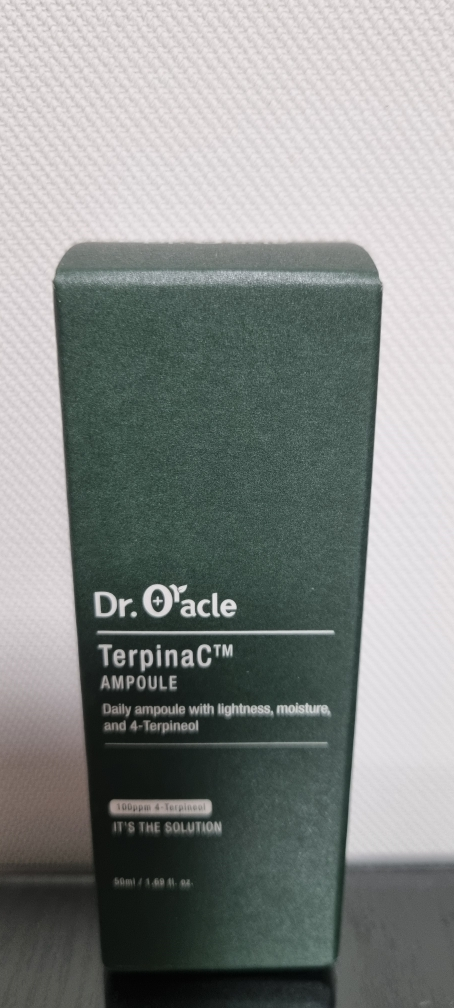 Dr. Oracle
TerpinaC™
AMPOULE
Daily ampoule with lightness, moisture,
and 4-Terpineol
100ppm 4-Terpineol
IT'S THE SOLUTION
50ml / 1.69 fl. oz.